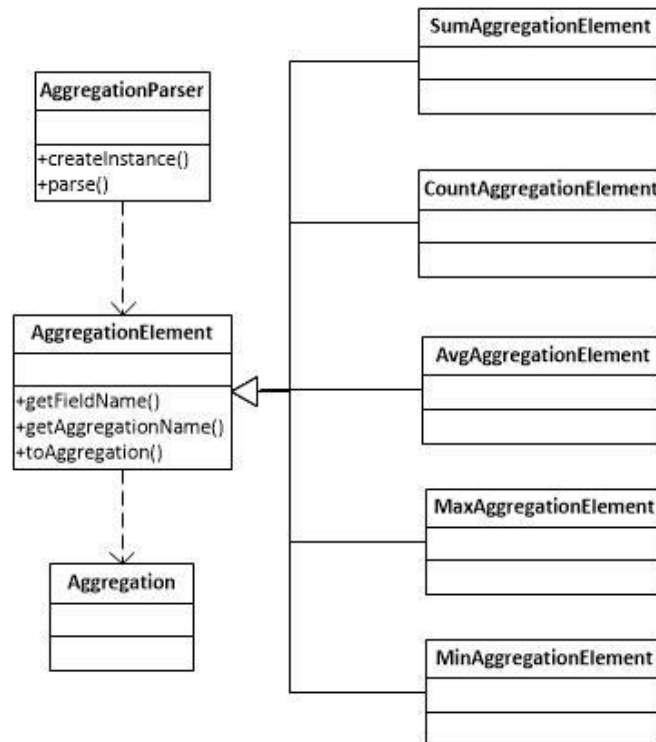 AggregationParser
+createInstance()
+parse()
AggregationElement
+getFieldName()
+getAggregationName()
+toAggregation()
Aggregation
SumAggregationElement
CountAggregationElement
AvgAggregationElement
MaxAggregationElement
MinAggregationElement